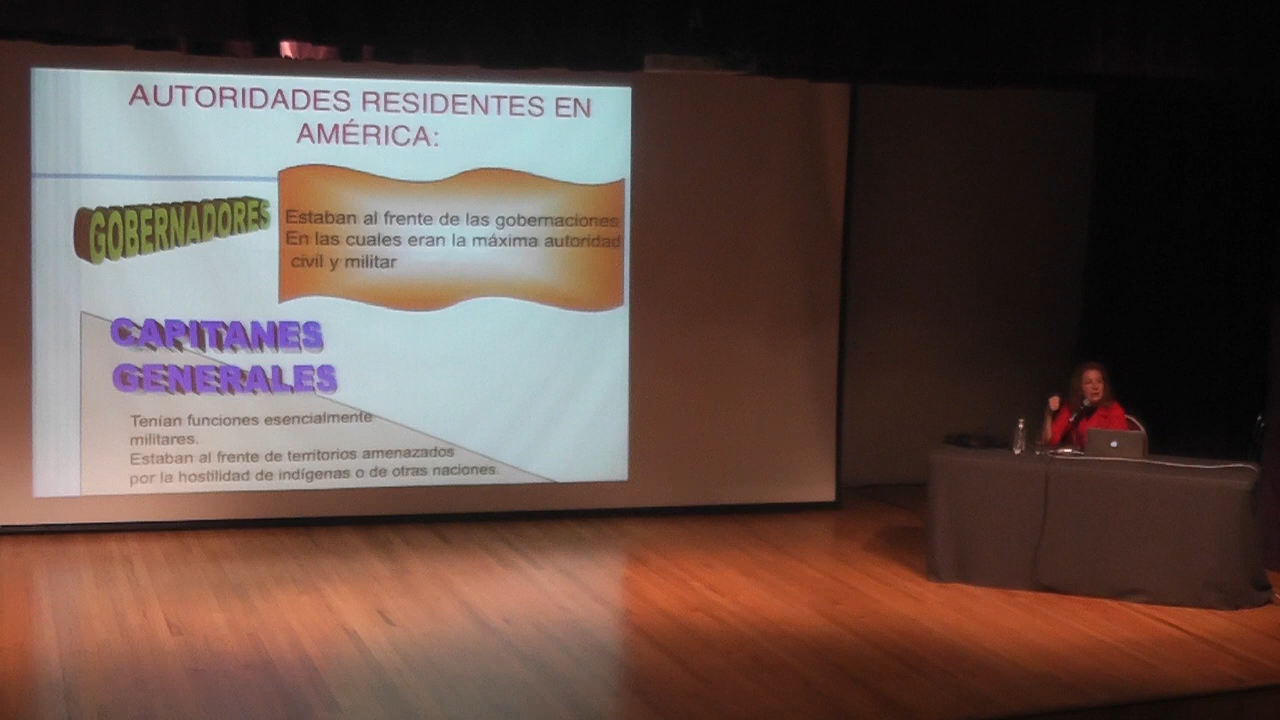 AUTORIDADES RESIDENTES EN
AMÉRICA:
GOBERNADORES
Estaban al frente de las gobernaciones
En las cuales eran la máxima autoridad
civil y militar
CAPITANES
GENERALES
Tenían funciones esencialmente
militares.
Estaban al frente de territorios amenazados
por la hostilidad de indígenas o de otras naciones.